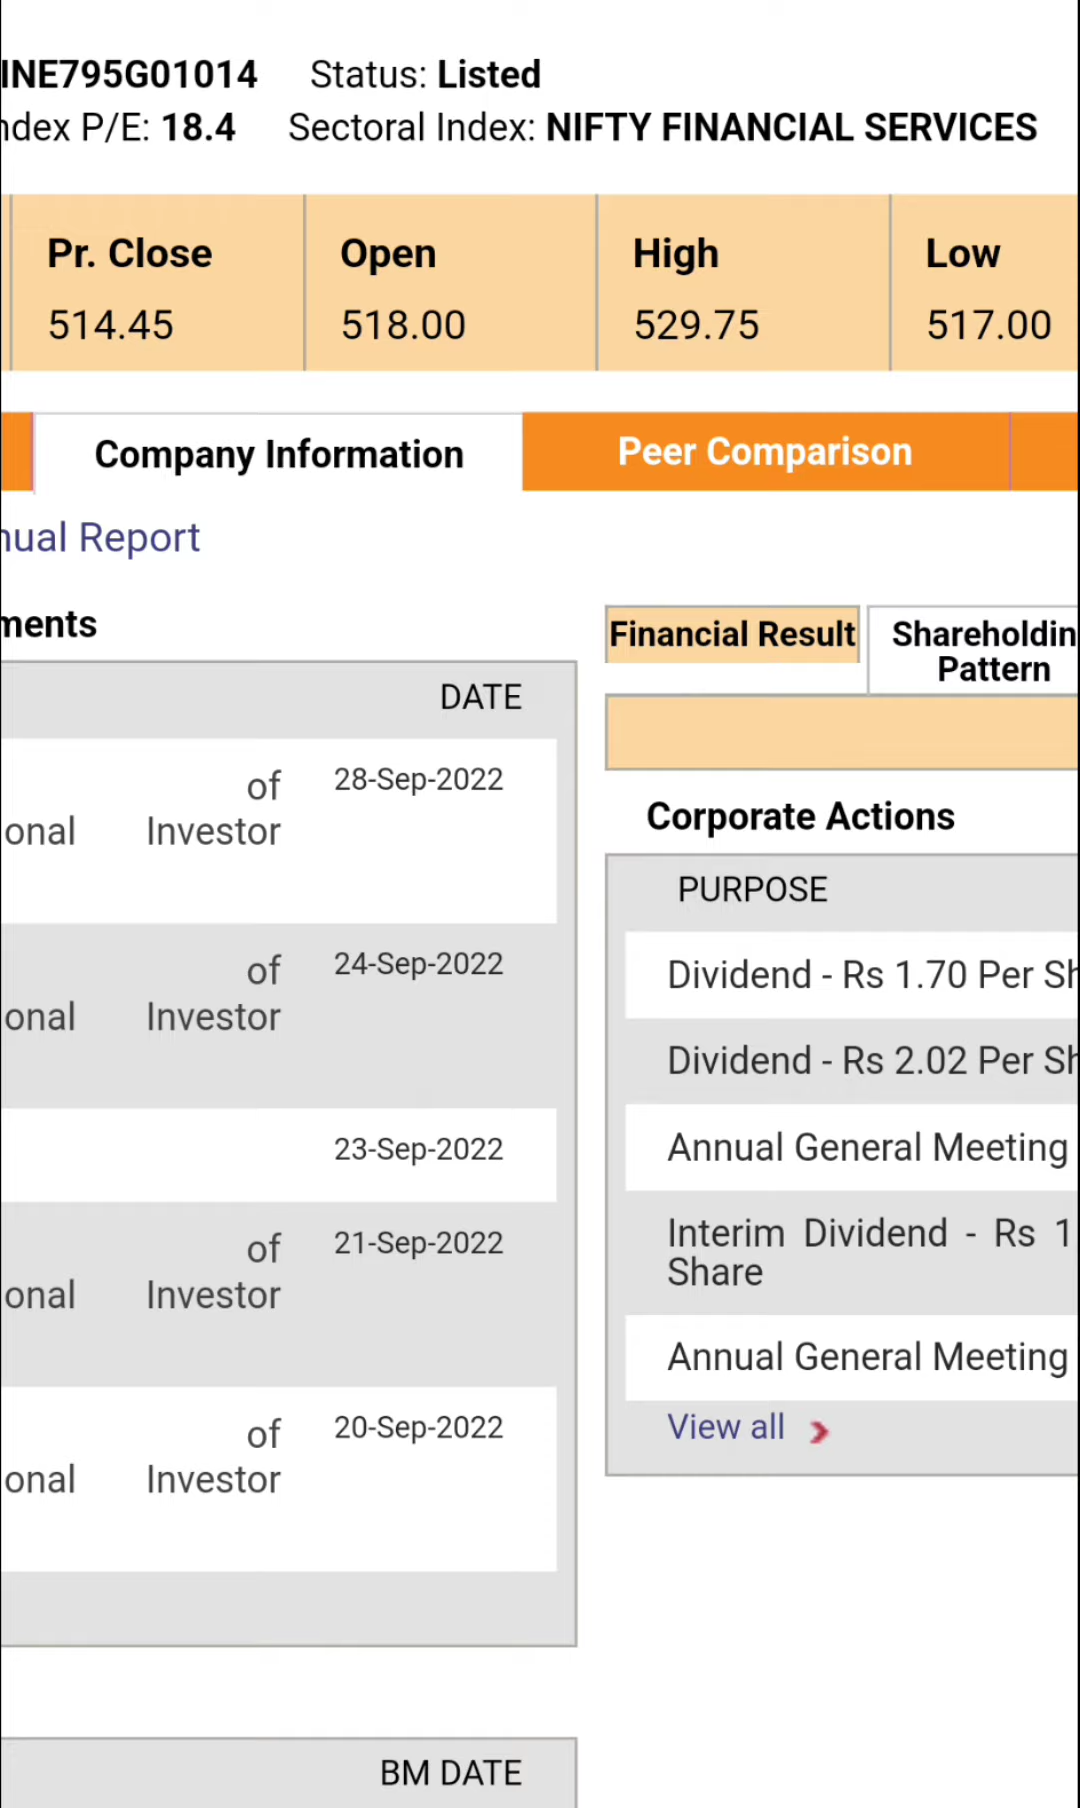 INE795G01014 Status: Listed
ndex P/E: 18.4 Sectoral Index: NIFTY FINANCIAL SERVICES
Pr. Close Open High Low
514.45 518.00 529.75 517.00
Company Information Peer Comparison
nual Report
ments
DATE
of 28-Sep-2022
onal Investor
of 24-Sep-2022
onal Investor
23-Sep-2022
of 21-Sep-2022
onal Investor
of 20-Sep-2022
onal Investor
BM DATE
Financial Result
Shareholdin
Pattern
Corporate Actions
PURPOSE
Dividend - Rs 1.70 Per Sh
Dividend - Rs 2.02 Per Sh
Annual General Meeting
Interim Dividend - Rs 1
Share
Annual General Meeting
View all